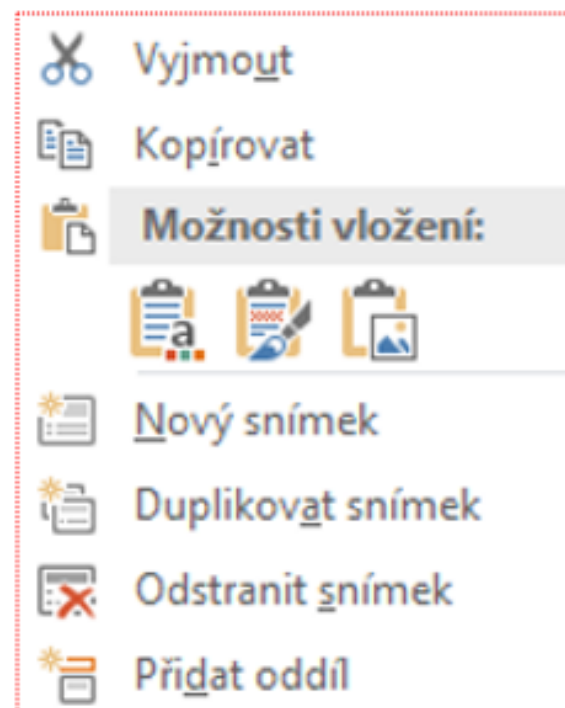 Vyjmout
Kopírovat
Možnosti vložení:
Nový snímek
Duplikovat snímek
Odstranit snímek
Přidat oddíl